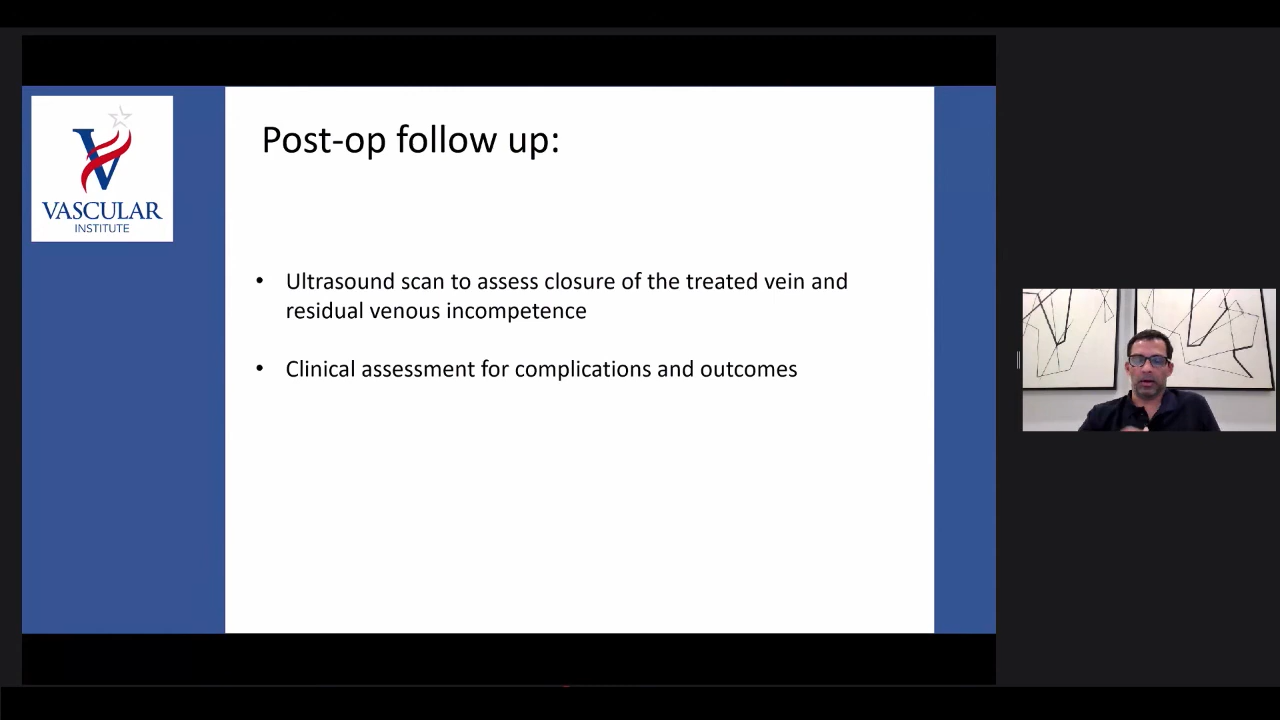 VASCULAR
INSTITUTE
Post-op follow up:
• Ultrasound scan to assess closure of the treated vein and
residual venous incompetence
• Clinical assessment for complications and outcomes